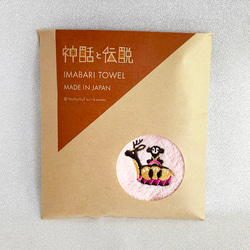 神話と伝説
IMABARI TOWEL
MADE IN JAPAN